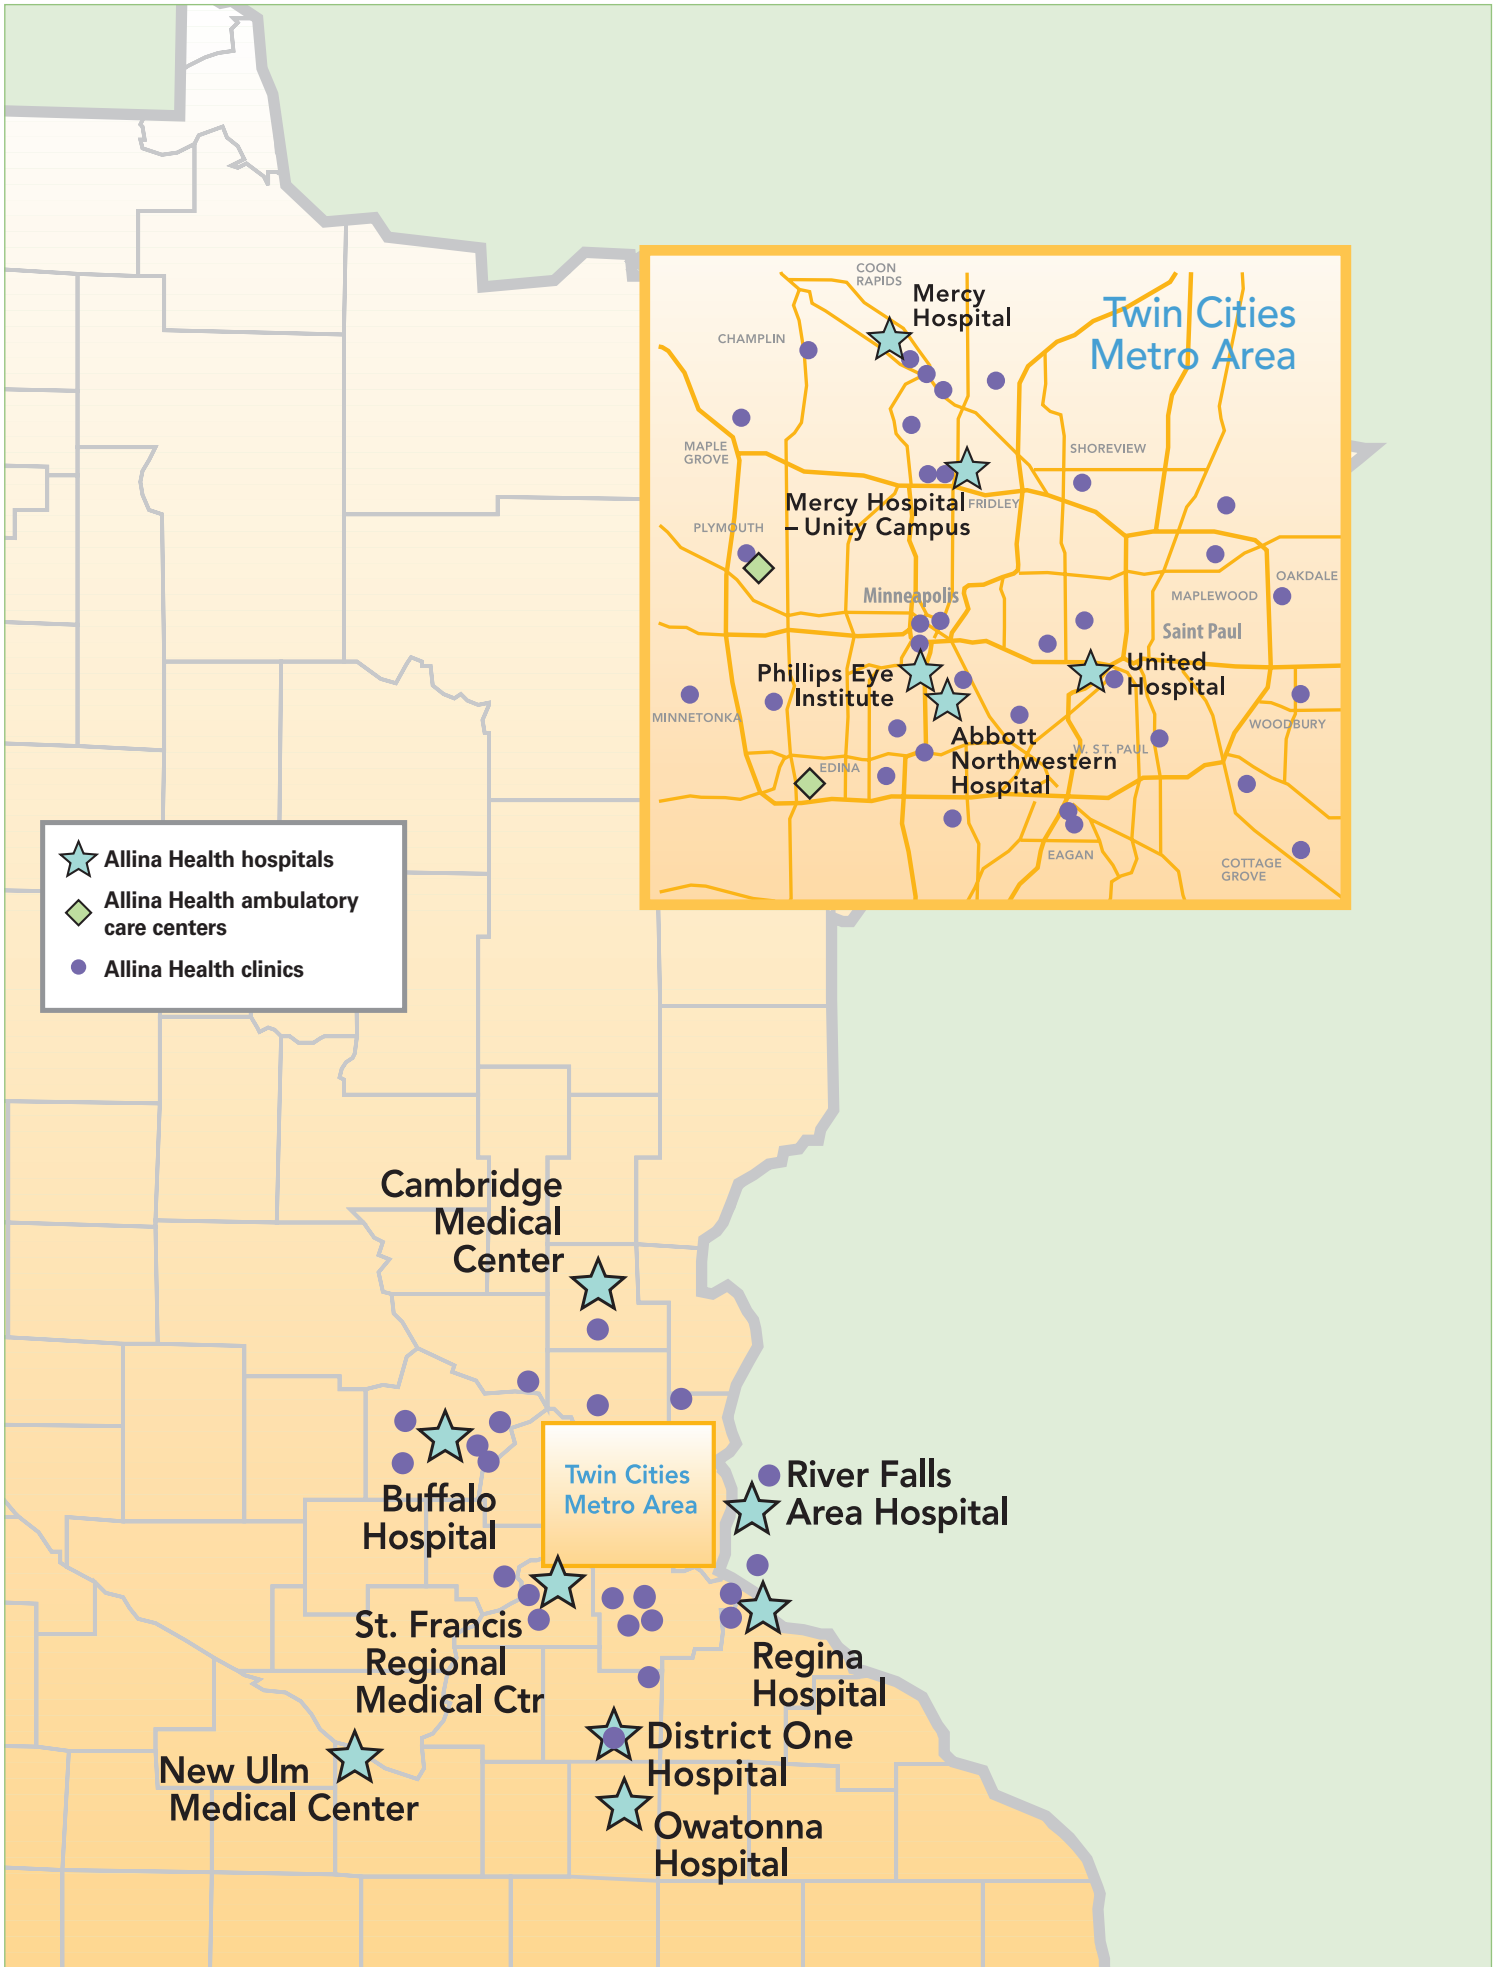 COON
RAPIDS
Mercy
Hospital
Twin Cities
Metro Area
CHAMPLIN
MAPLE
GROVE
SHOREVIEW
Mercy Hospital
– Unity Campus
FRIDLEY
PLYMOUTH
OAKDALE
Minneapolis
MAPLEWOOD
Saint Paul
Phillips Eye
Institute
United
Hospital
MINNETONKA
WOODBURY
Abbott
Northwestern
Hospital
W. ST. PAUL
EDINA
EAGAN
COTTAGE
GROVE
Allina Health hospitals
Allina Health ambulatory
care centers
Allina Health clinics
Cambridge
Medical
Center
Twin Cities
Metro Area
River Falls
Area Hospital
Buffalo
Hospital
St. Francis
Regional
Medical Ctr
Regina
Hospital
District One
Hospital
New Ulm
Medical Center
Owatonna
Hospital